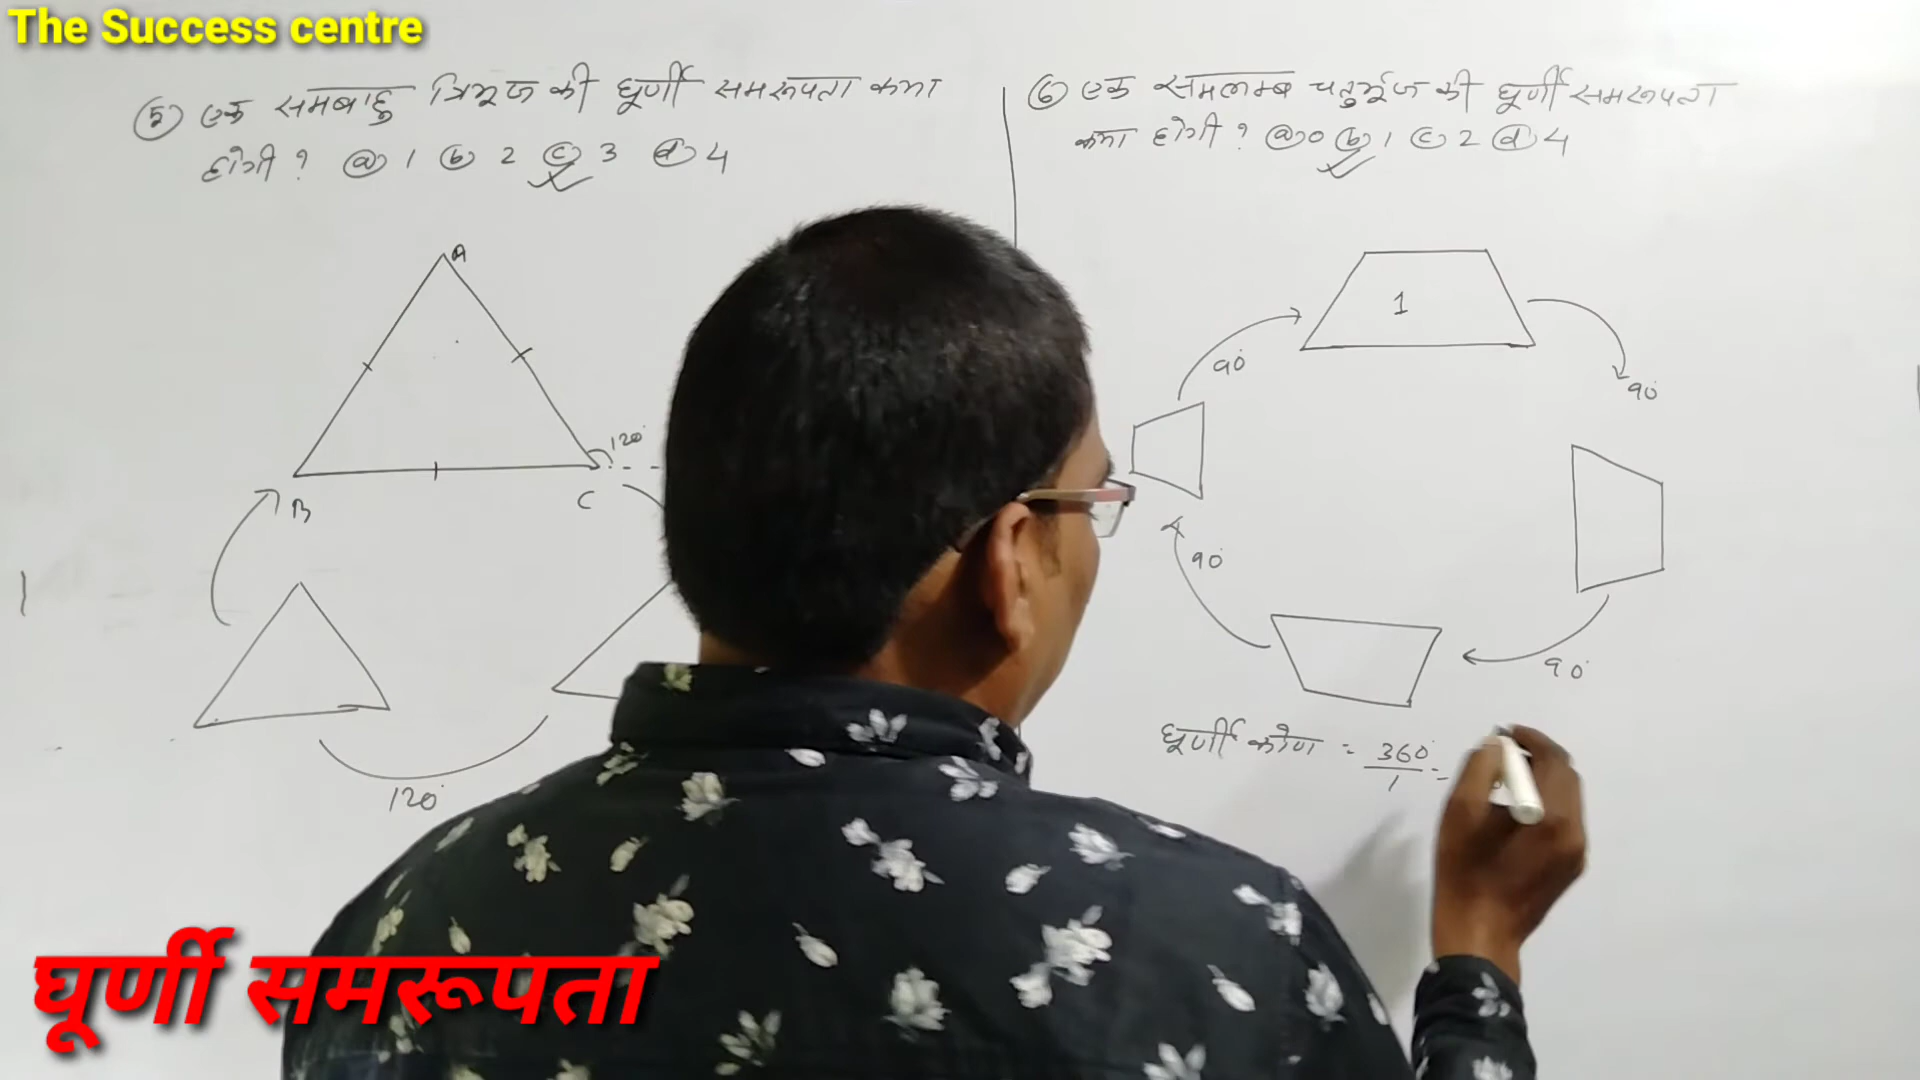 The Success centre
⑤ एक समबाहु त्रिभुज की घूर्णी समरूपता क्या
होगी ? ⓐ 1 ⓑ 2 ⓒ 3 ⓓ 4
⑥ एक समलम्ब चतुर्भुज की घूर्णी समरूपता
क्या होगी ? ⓐ 0 ⓑ 1 ⓒ 2 ⓓ 4
A
B
C
120°
120°
1
90°
90°
90°
90°
घूर्णी कोण = 360°/1 =
घूर्णी समरूपता